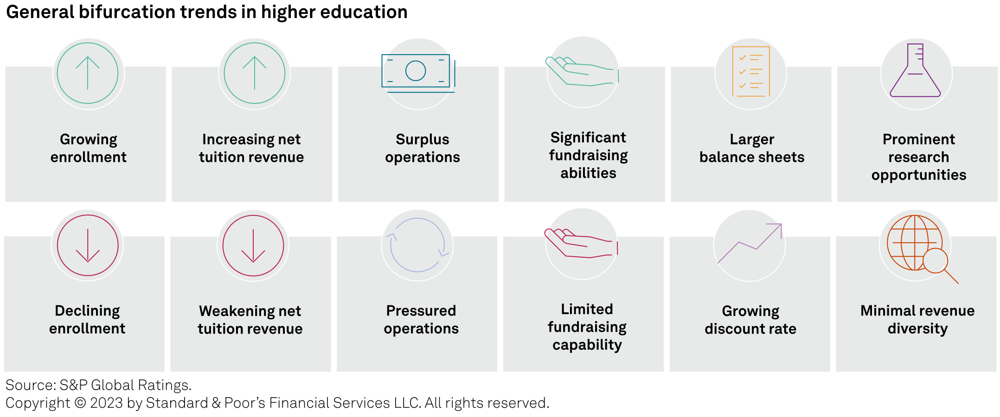 General bifurcation trends in higher education
Growing
enrollment
Increasing net
tuition revenue
Surplus
operations
Significant
fundraising
abilities
Larger
balance sheets
Prominent
research
opportunities
Declining
enrollment
Weakening net
tuition revenue
Pressured
operations
Limited
fundraising
capability
Growing
discount rate
Minimal revenue
diversity
Source: S&P Global Ratings.
Copyright © 2023 by Standard & Poor’s Financial Services LLC. All rights reserved.